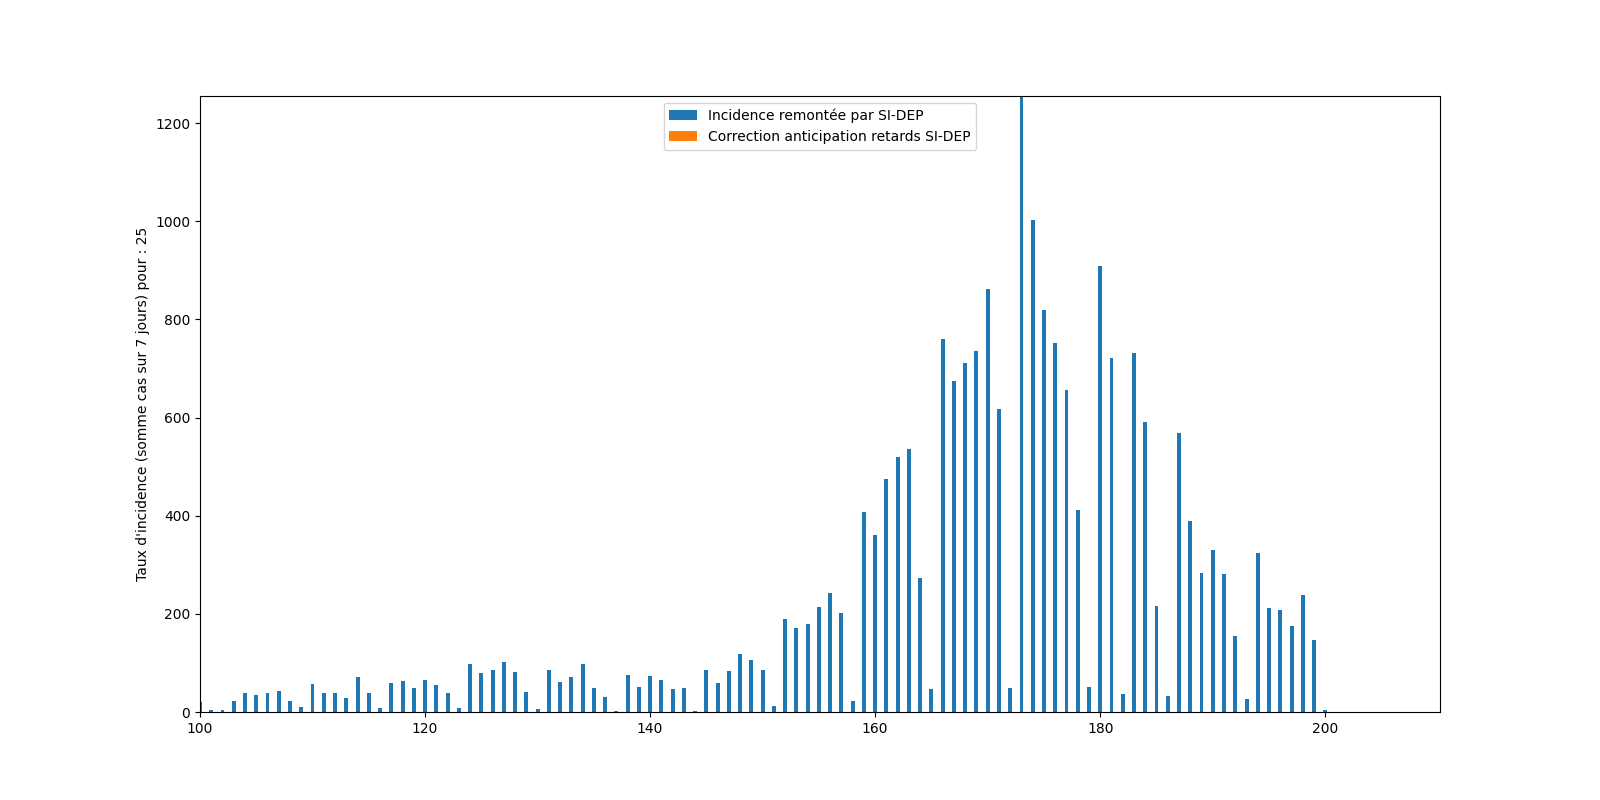 Incidence remontée par SI-DEP
Correction anticipation retards SI-DEP
Taux d'incidence (somme cas sur 7 jours) pour : 25
1200
1000
800
600
400
200
0
100 120 140 160 180 200